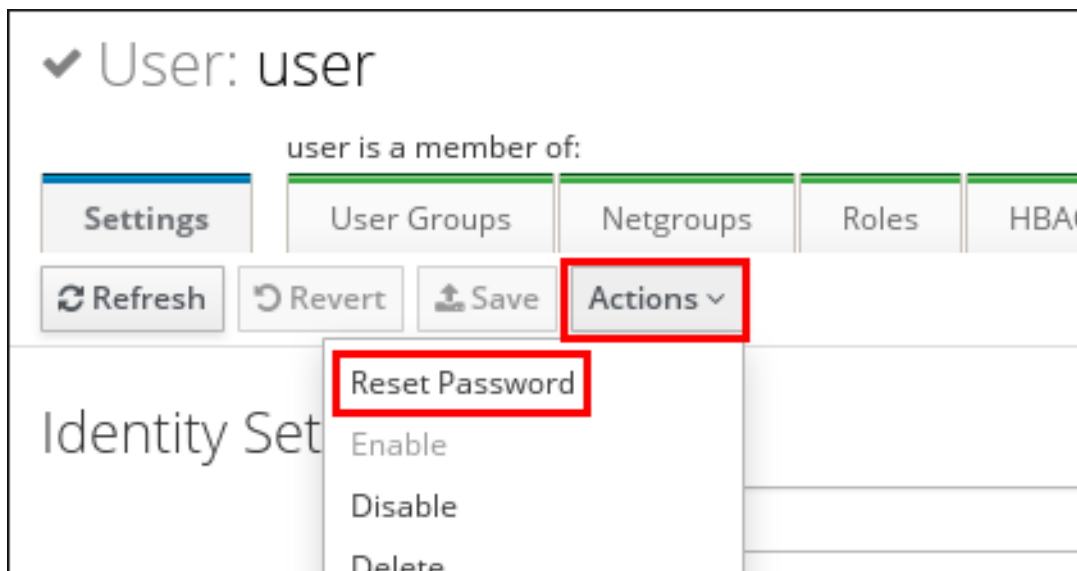 User: user
user is a member of:
Settings User Groups Netgroups Roles HBAC
Refresh Revert Save Actions
Reset Password
Identity Set
Enable
Disable
Delete